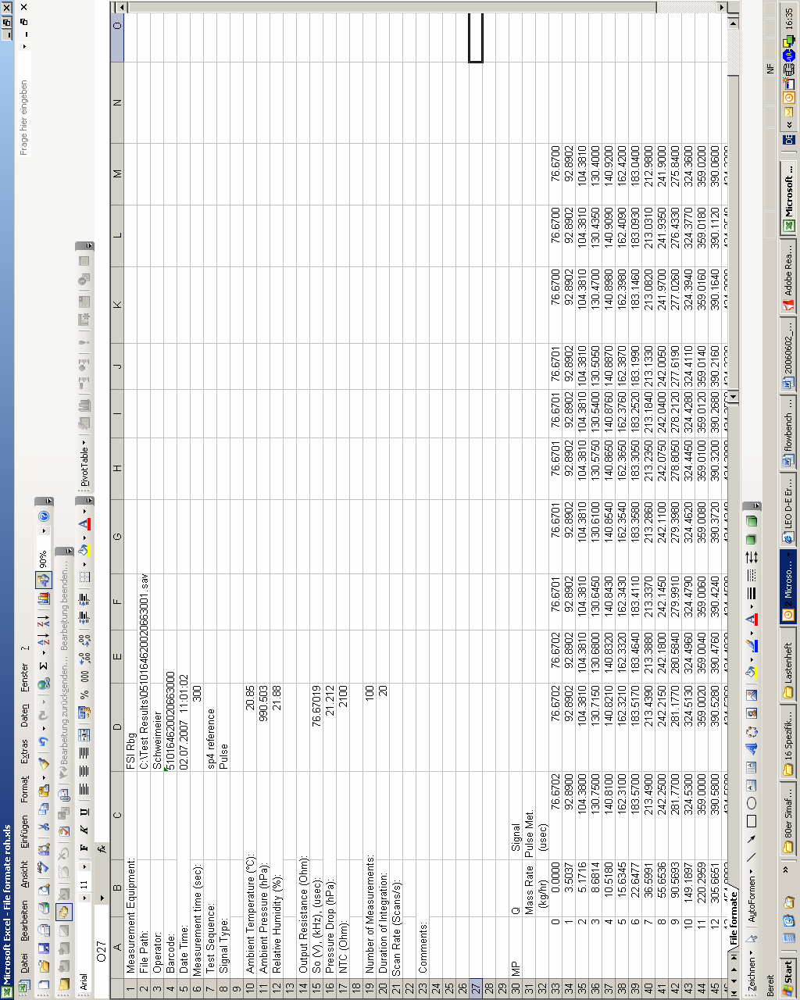 Microsoft Excel - File formate roh.xls
Datei Bearbeiten Ansicht Einfügen Format Extras Daten Fenster ?
Frage hier eingeben
90%
Bearbeitung zurücksenden... Bearbeitung beenden...
Arial 11 F K U % 000
PivotTable
O27 fx
A B C D E F G H I J K L M N O
1 Measurement Equipment: FSI Rbg
2 File Path: C:\Test Results\0510164620020663001.sav
3 Operator: Schweimeier
4 Barcode: 510164620020663000
5 Date Time: 02.07.2007 11:01:02
6 Measurement time (sec): 300
7 Test Sequence: sp4 reference
8 Signal Type: Pulse
9
10 Ambient Temperature (°C): 20.85
11 Ambient Pressure (hPa): 990.503
12 Relative Humidity (%): 21.88
13
14 Output Resistance (Ohm):
15 So (V), (kHz), (usec): 76.67019
16 Pressure Drop (hPa): 21.212
17 NTC (Ohm): 2100
18
19 Number of Measurements: 100
20 Duration of Integration: 20
21 Scan Rate (Scans/s):
22
23 Comments:
24
25
26
27
28
29
30 MP Q Signal
31 Mass Rate Pulse Met.
32 (kg/hr) (usec)
33 0 0.0000 76.6702 76.6702 76.6702 76.6701 76.6701 76.6701 76.6701 76.6701 76.6700 76.6700 76.6700
34 1 3.5037 92.8900 92.8902 92.8902 92.8902 92.8902 92.8902 92.8902 92.8902 92.8902 92.8902 92.8902
35 2 5.1716 104.3800 104.3810 104.3810 104.3810 104.3810 104.3810 104.3810 104.3810 104.3810 104.3810 104.3810
36 3 8.6814 130.7500 130.7150 130.6800 130.6450 130.6100 130.5750 130.5400 130.5050 130.4700 130.4350 130.4000
37 4 10.5180 140.8100 140.8210 140.8320 140.8430 140.8540 140.8650 140.8760 140.8870 140.8980 140.9090 140.9200
38 5 15.6345 162.3100 162.3210 162.3320 162.3430 162.3540 162.3650 162.3760 162.3870 162.3980 162.4090 162.4200
39 6 22.6477 183.5700 183.5170 183.4640 183.4110 183.3580 183.3050 183.2520 183.1990 183.1460 183.0930 183.0400
40 7 36.5991 213.4900 213.4390 213.3880 213.3370 213.2860 213.2350 213.1840 213.1330 213.0820 213.0310 212.9800
41 8 55.6536 242.2500 242.2150 242.1800 242.1450 242.1100 242.0750 242.0400 242.0050 241.9700 241.9350 241.9000
42 9 90.5693 281.7700 281.1770 280.5840 279.9910 279.3980 278.8050 278.2120 277.6190 277.0260 276.4330 275.8400
43 10 149.1897 324.5300 324.5130 324.4960 324.4790 324.4620 324.4450 324.4280 324.4110 324.3940 324.3770 324.3600
44 11 220.2959 359.0000 359.0020 359.0040 359.0060 359.0080 359.0100 359.0120 359.0140 359.0160 359.0180 359.0200
45 12 305.8651 390.5800 390.5280 390.4760 390.4240 390.3720 390.3200 390.2680 390.2160 390.1640 390.1120 390.0600
File formate
Zeichnen AutoFormen
Bereit NF
Start » 80er Simaf... 16 Spezifik... Lastenheft 2 Microso... LEO D-E Er... flowbench ... 20060602_... Adobe Rea... Microsoft ... DE « 16:35